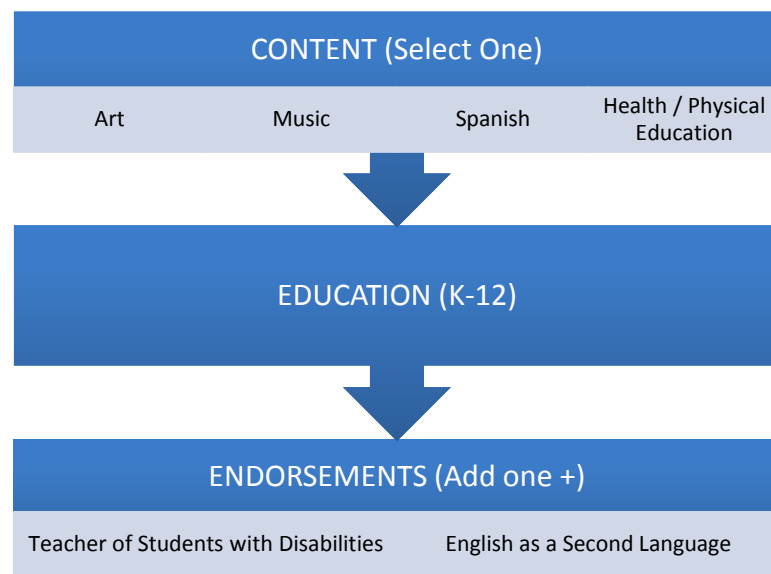 CONTENT (Select One)
Art
Music
Spanish
Health / Physical
Education
EDUCATION (K-12)
ENDORSEMENTS (Add one +)
Teacher of Students with Disabilities
English as a Second Language